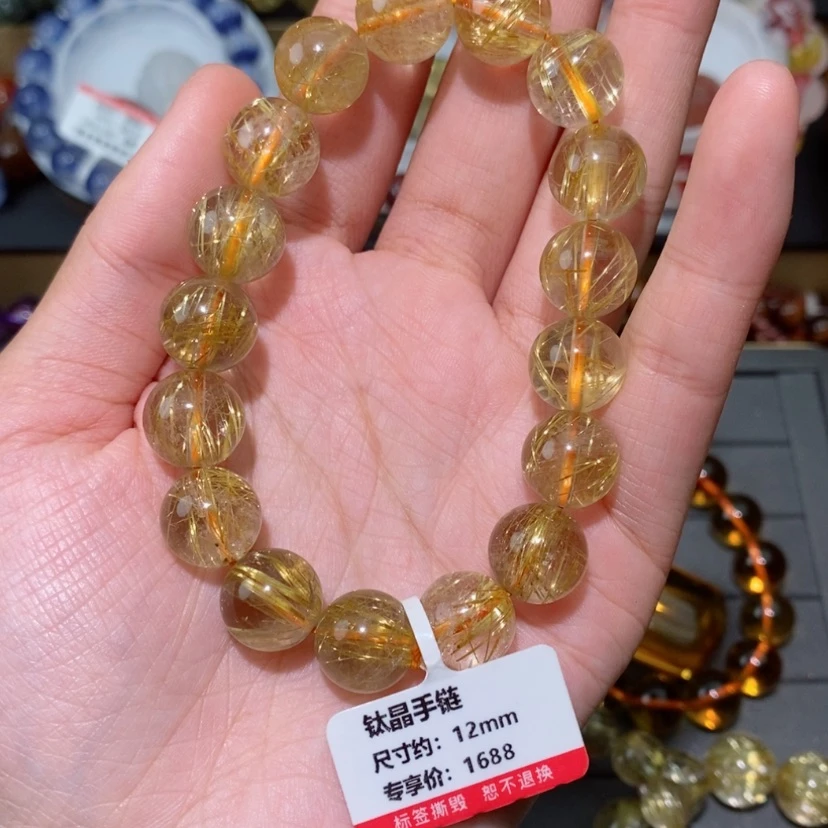 钛晶手链
尺寸约：12mm
专享价：1688
标签撕毁 恕不退换